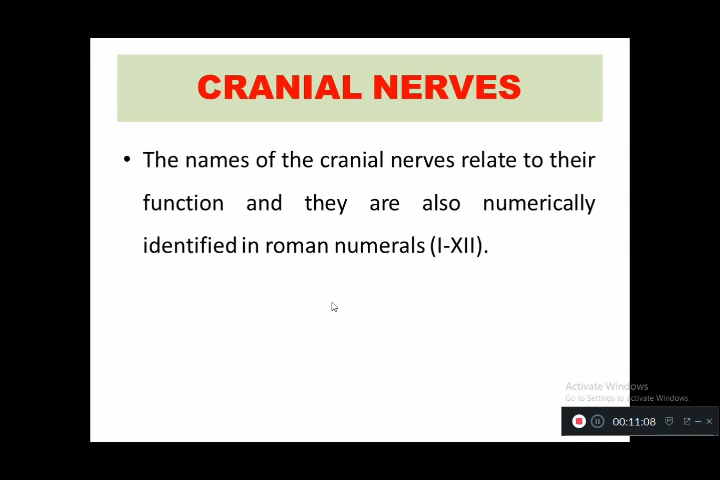 CRANIAL NERVES
• The names of the cranial nerves relate to their
function and they are also numerically
identified in roman numerals (I-XII).
Activate Windows
Go to Settings to activate Windows.
00:11:08